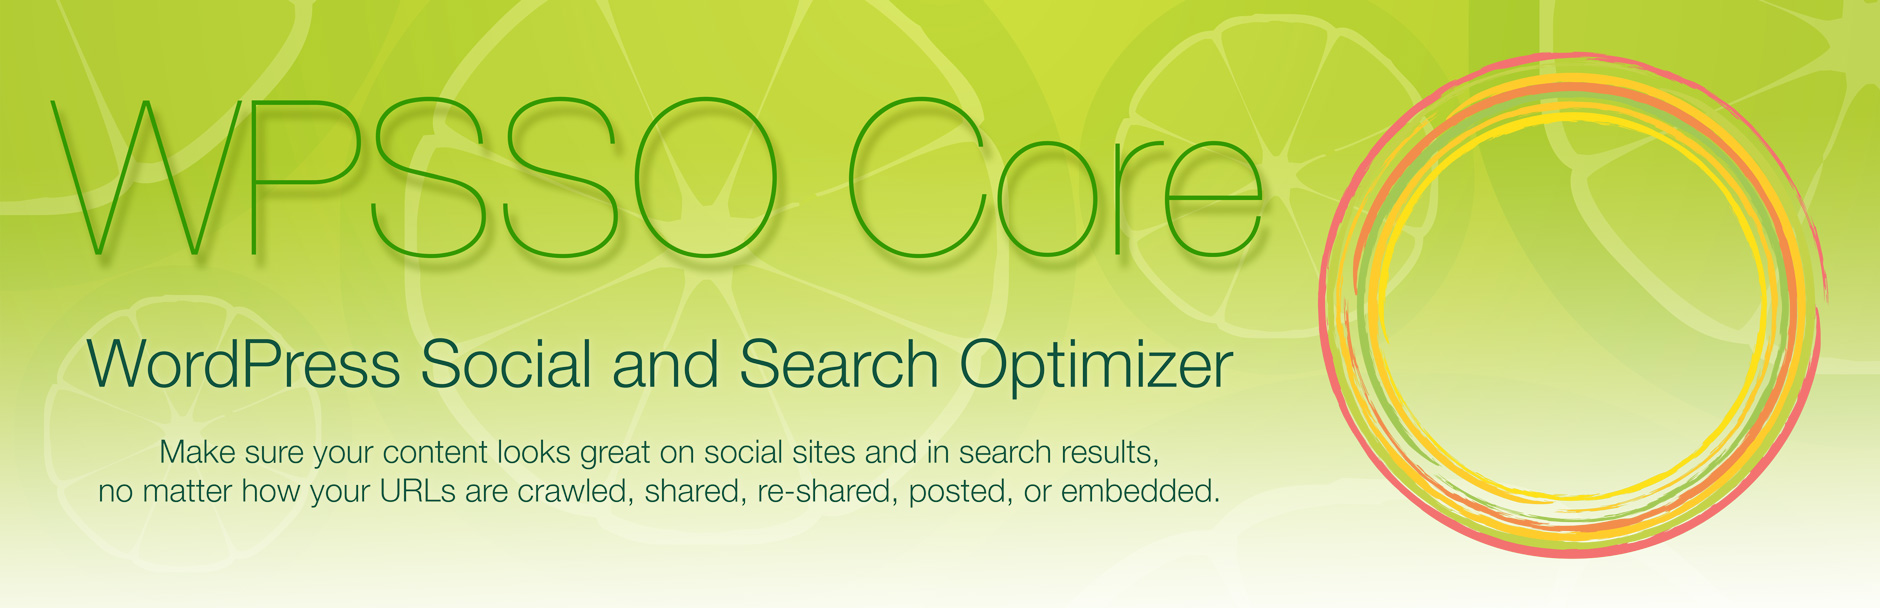 WPSSO Core
WordPress Social and Search Optimizer
Make sure your content looks great on social sites and in search results,
no matter how your URLs are crawled, shared, re-shared, posted, or embedded.